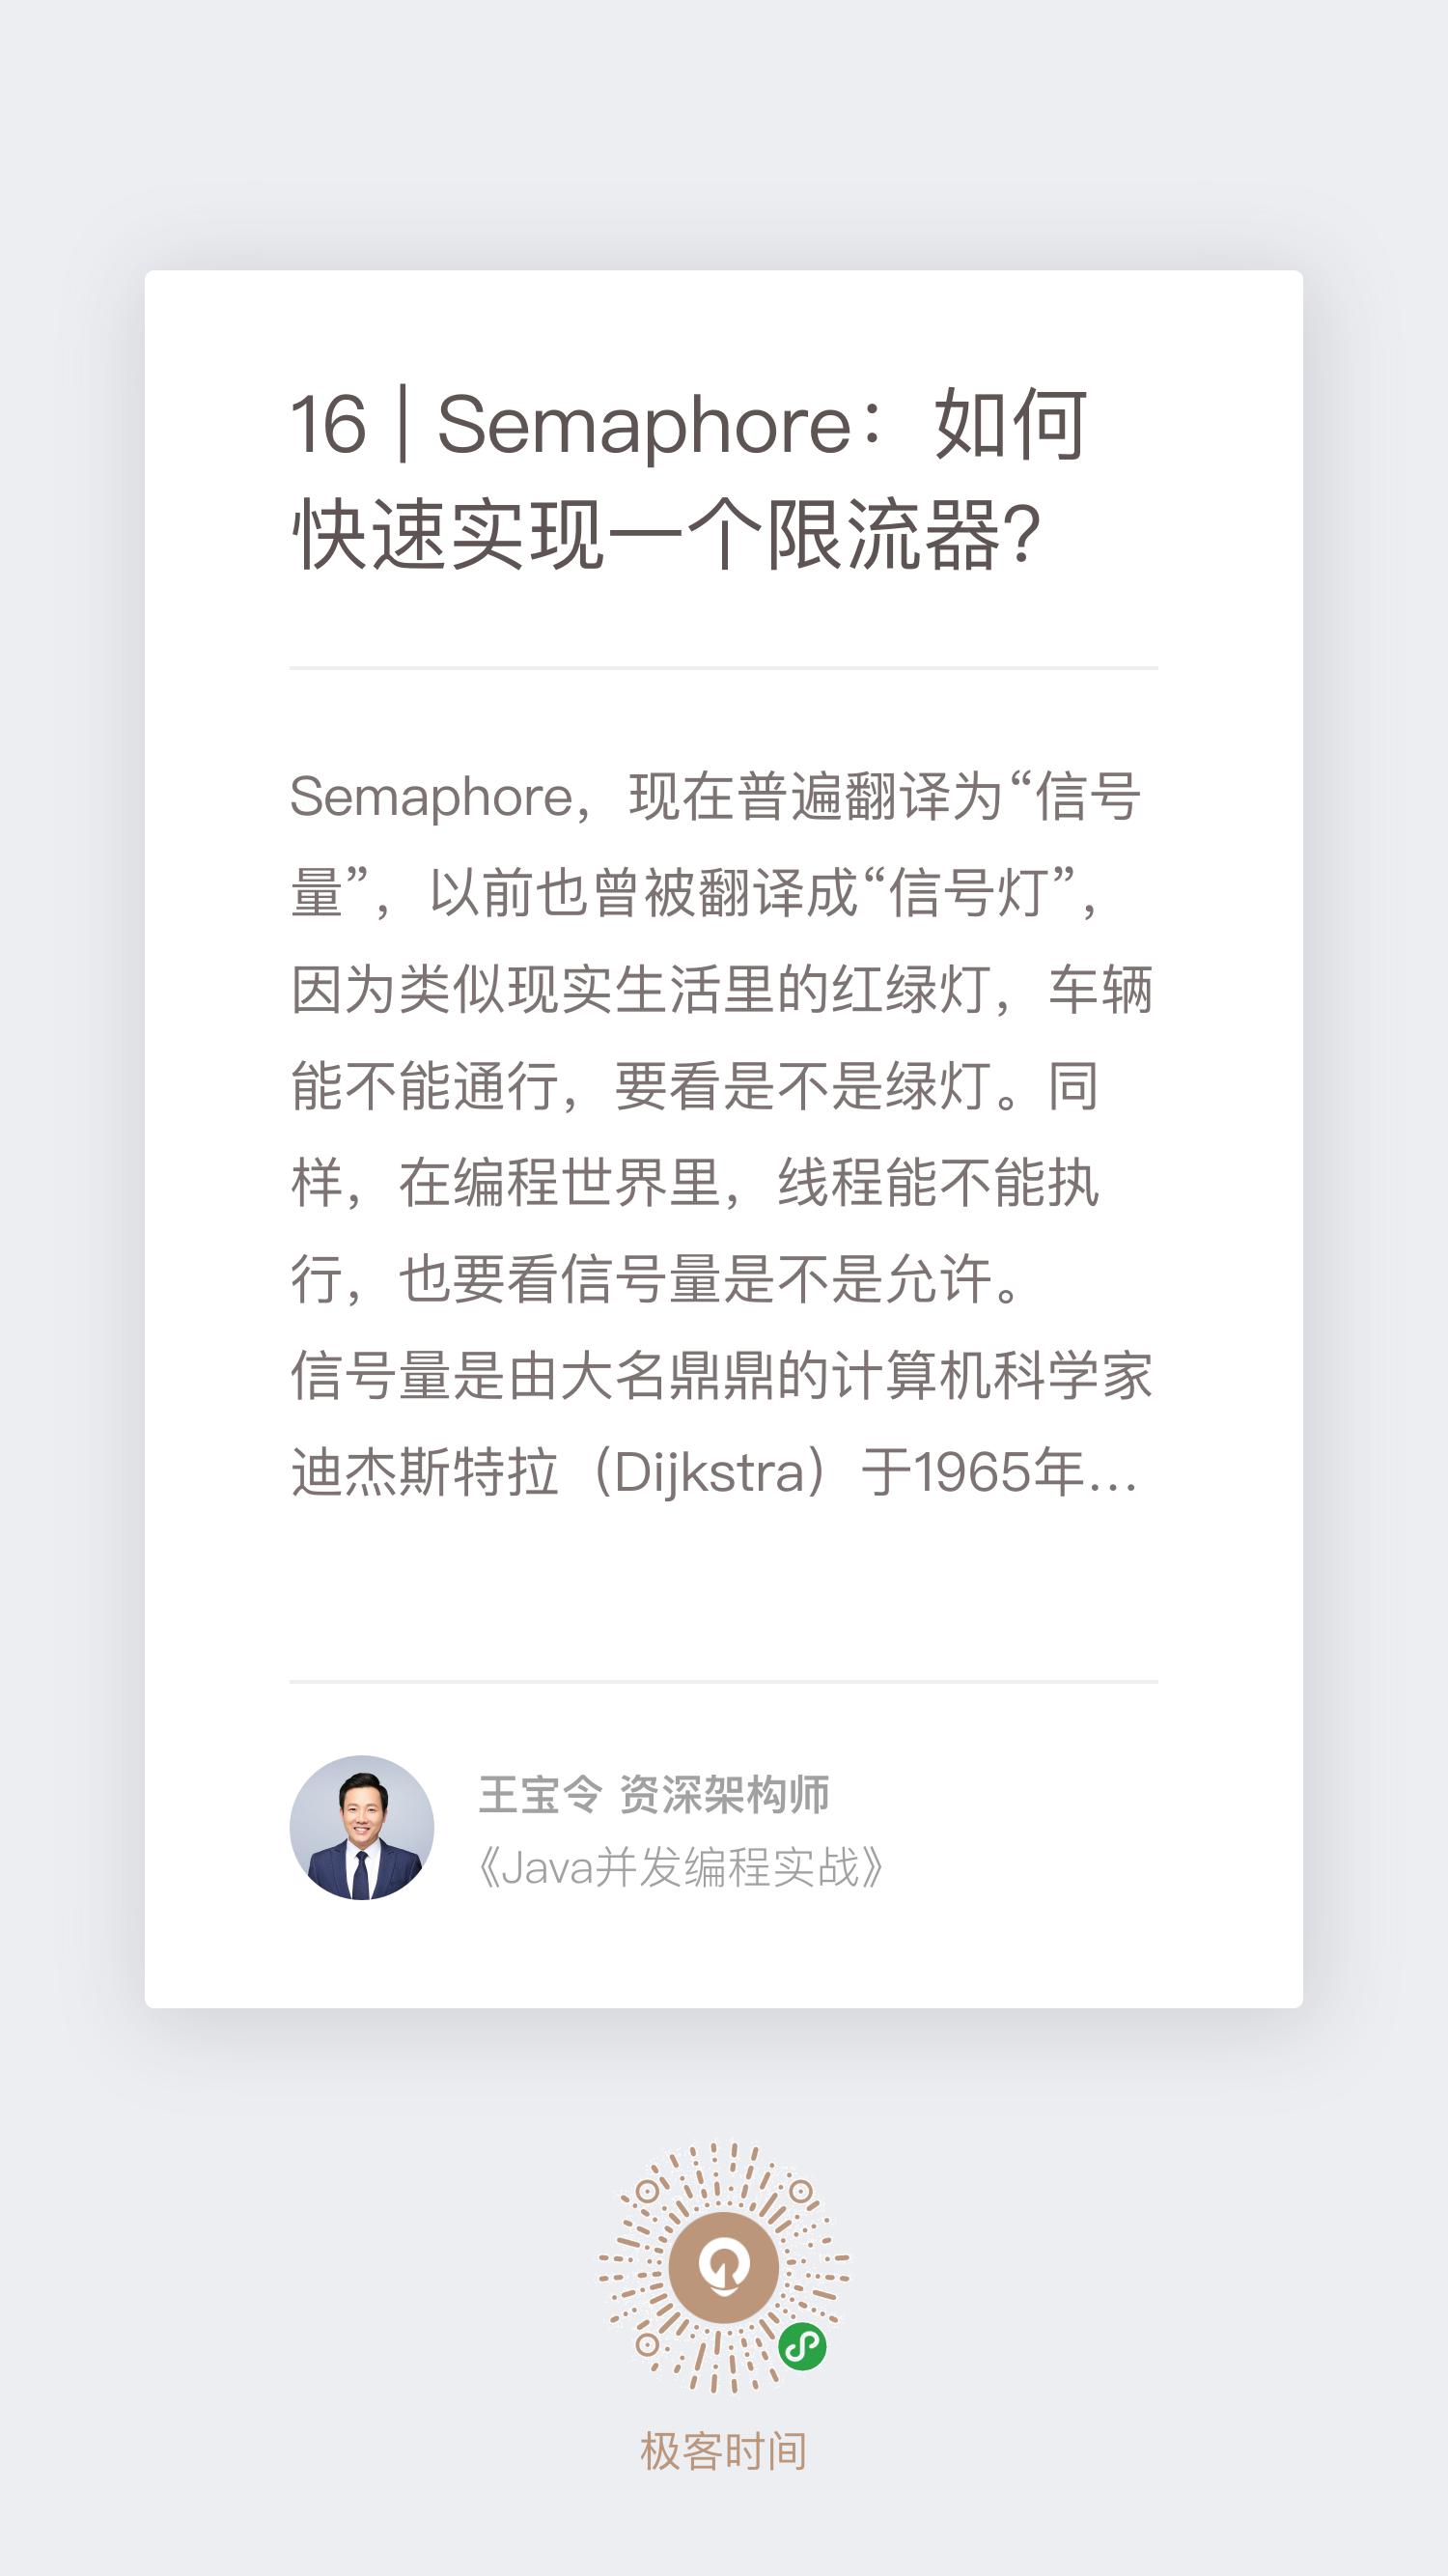 16 | Semaphore：如何
快速实现一个限流器？
Semaphore，现在普遍翻译为“信号
量”，以前也曾被翻译成“信号灯”，
因为类似现实生活里的红绿灯，车辆
能不能通行，要看是不是绿灯。同
样，在编程世界里，线程能不能执
行，也要看信号量是不是允许。
信号量是由大名鼎鼎的计算机科学家
迪杰斯特拉（Dijkstra）于1965年...
王宝令 资深架构师
《Java并发编程实战》
极客时间